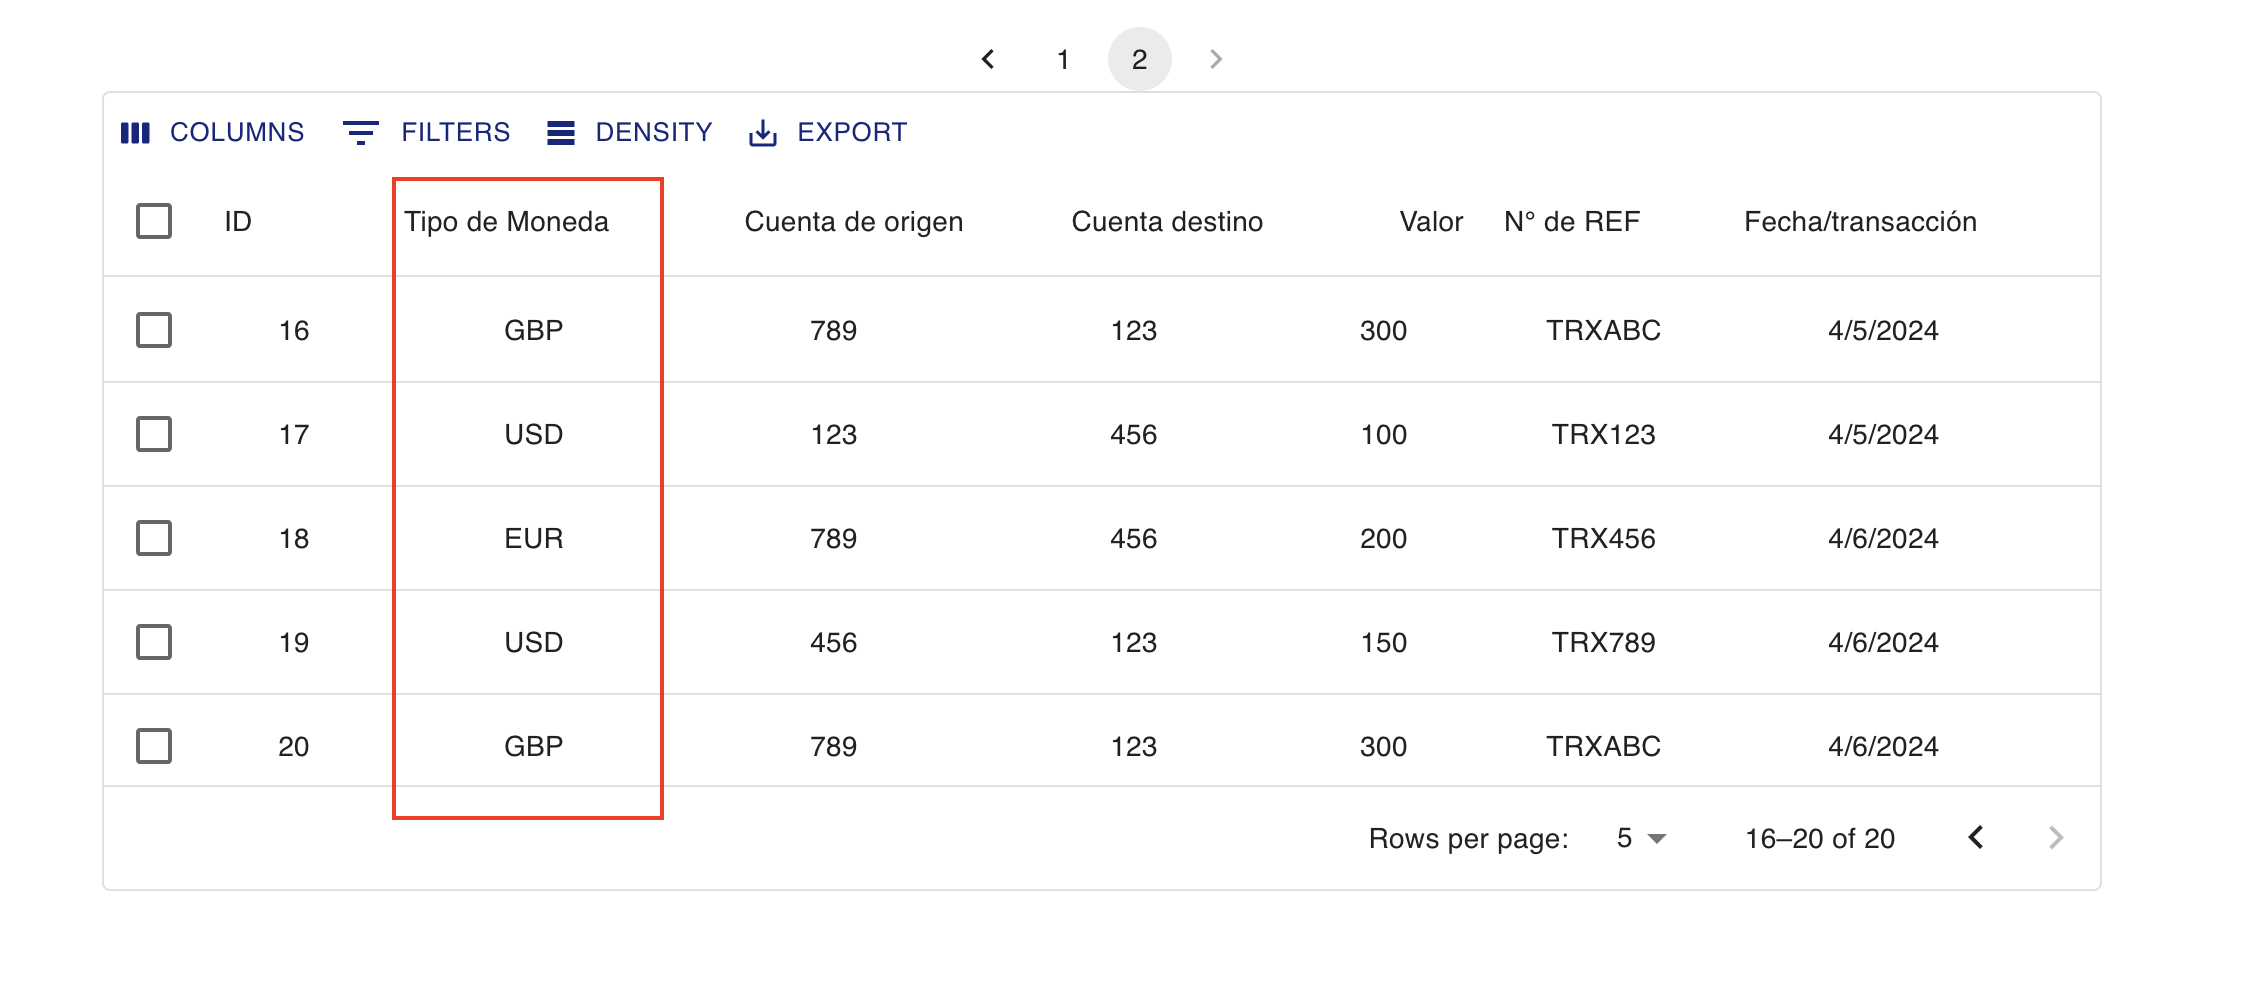 1 2
COLUMNS FILTERS DENSITY EXPORT
ID Tipo de Moneda Cuenta de origen Cuenta destino Valor N° de REF Fecha/transacción
16 GBP 789 123 300 TRXABC 4/5/2024
17 USD 123 456 100 TRX123 4/5/2024
18 EUR 789 456 200 TRX456 4/6/2024
19 USD 456 123 150 TRX789 4/6/2024
20 GBP 789 123 300 TRXABC 4/6/2024
Rows per page: 5 16–20 of 20